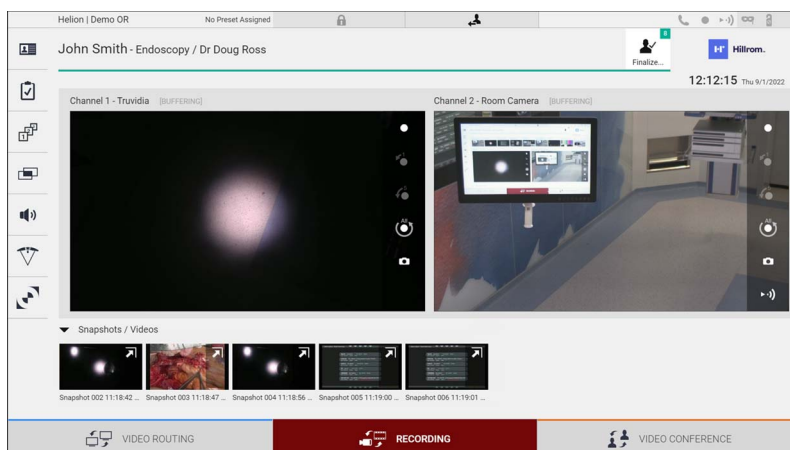 Helion | Demo OR
No Preset Assigned
John Smith - Endoscopy / Dr Doug Ross
8
Finalize...
H Hillrom.
12:12:15 Thu 9/1/2022
Channel 1 - Truvidia [BUFFERING]
Channel 2 - Room Camera [BUFFERING]
All
All
Snapshots / Videos
Snapshot 002 11:18:42 ...
Snapshot 003 11:18:47 ...
Snapshot 004 11:18:56 ...
Snapshot 005 11:19:00 ...
Snapshot 006 11:19:01 ...
VIDEO ROUTING
RECORDING
VIDEO CONFERENCE